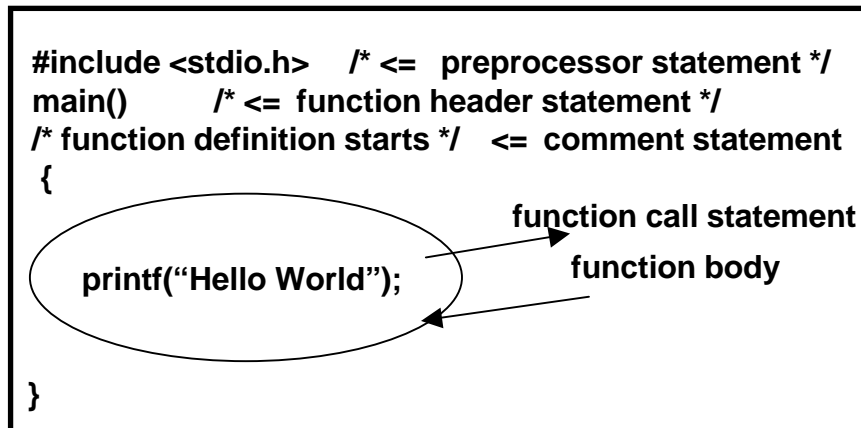 #include <stdio.h> /* <= preprocessor statement */
main() /* <= function header statement */
/* function definition starts */ <= comment statement
{
function call statement
printf(“Hello World”); function body
}